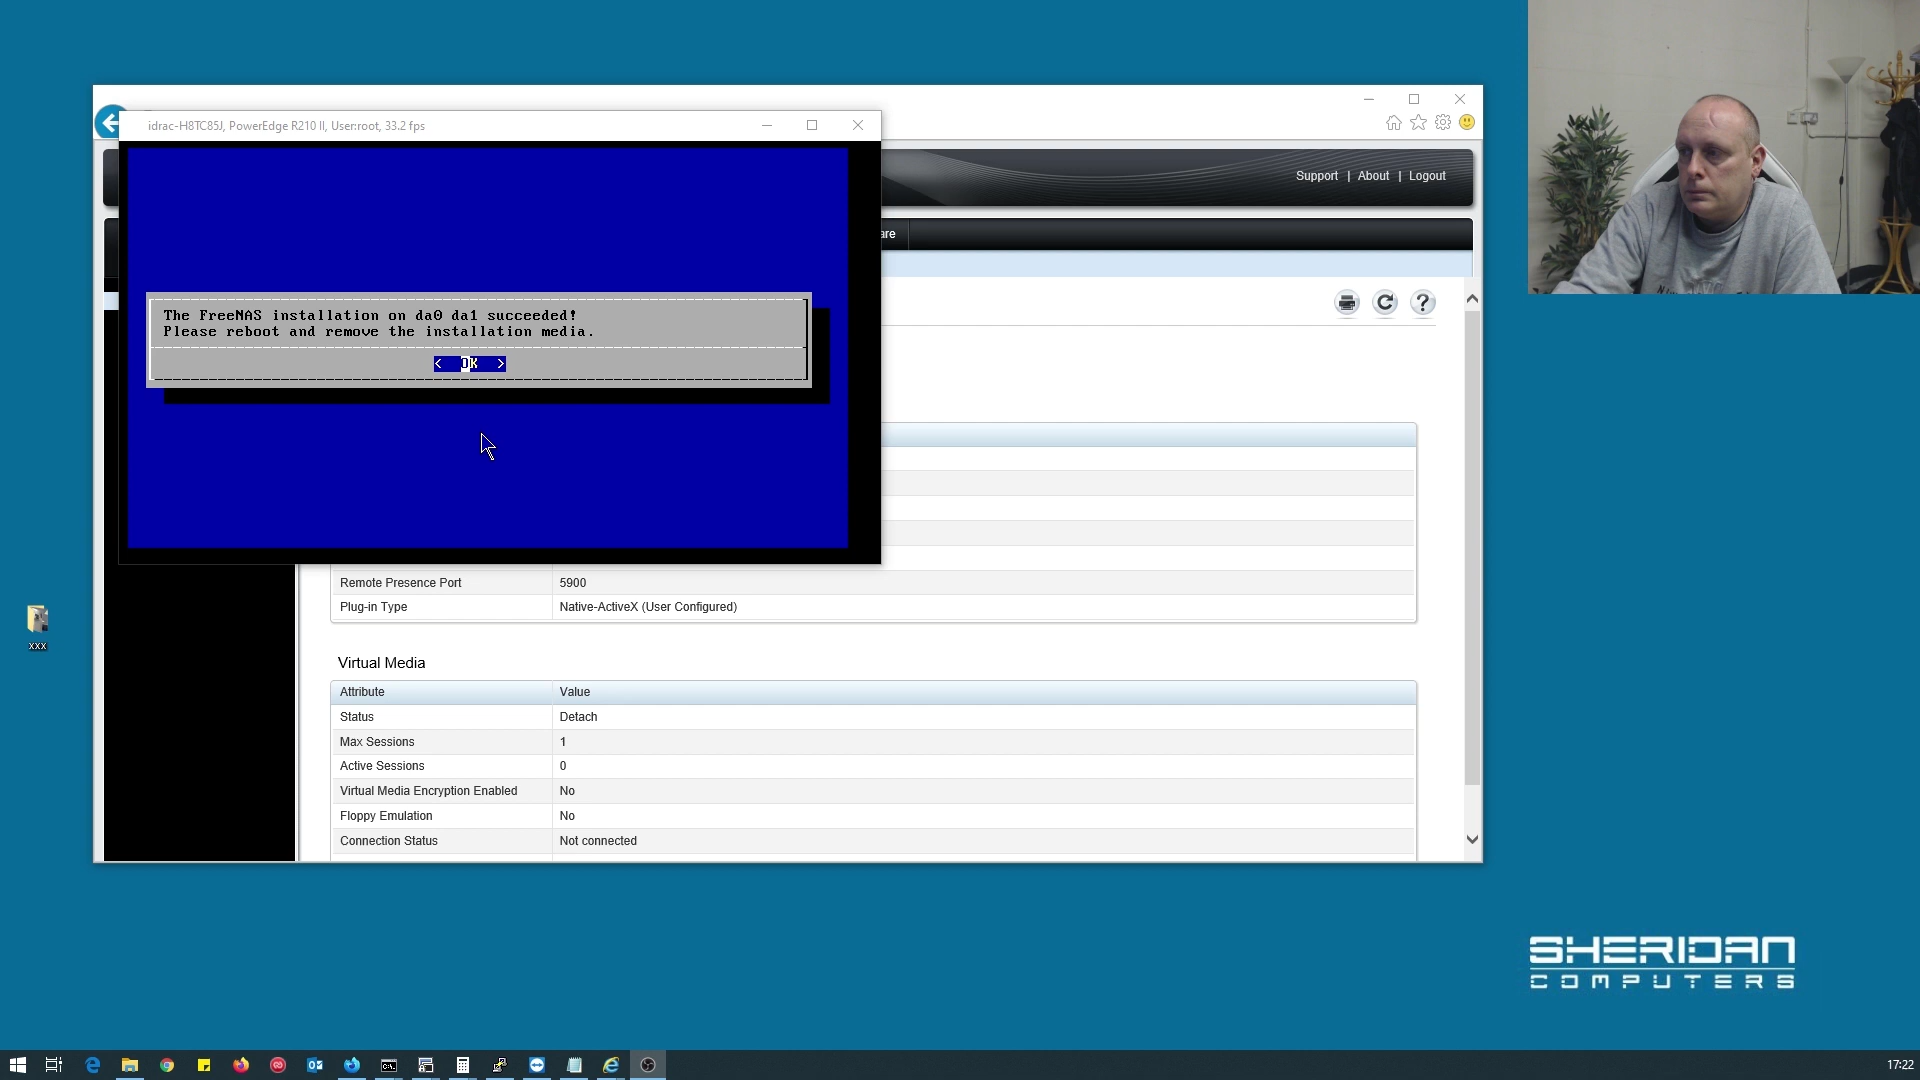 idrac-H8TC85J, PowerEdge R210 II, User:root, 33.2 fps
Support | About | Logout
are
The FreeNAS installation on da0 da1 succeeded!
Please reboot and remove the installation media.
< OK >
Remote Presence Port 5900
Plug-in Type Native-ActiveX (User Configured)
Virtual Media
Attribute Value
Status Detach
Max Sessions 1
Active Sessions 0
Virtual Media Encryption Enabled No
Floppy Emulation No
Connection Status Not connected
xxx
SHERIDAN
COMPUTERS
17:22